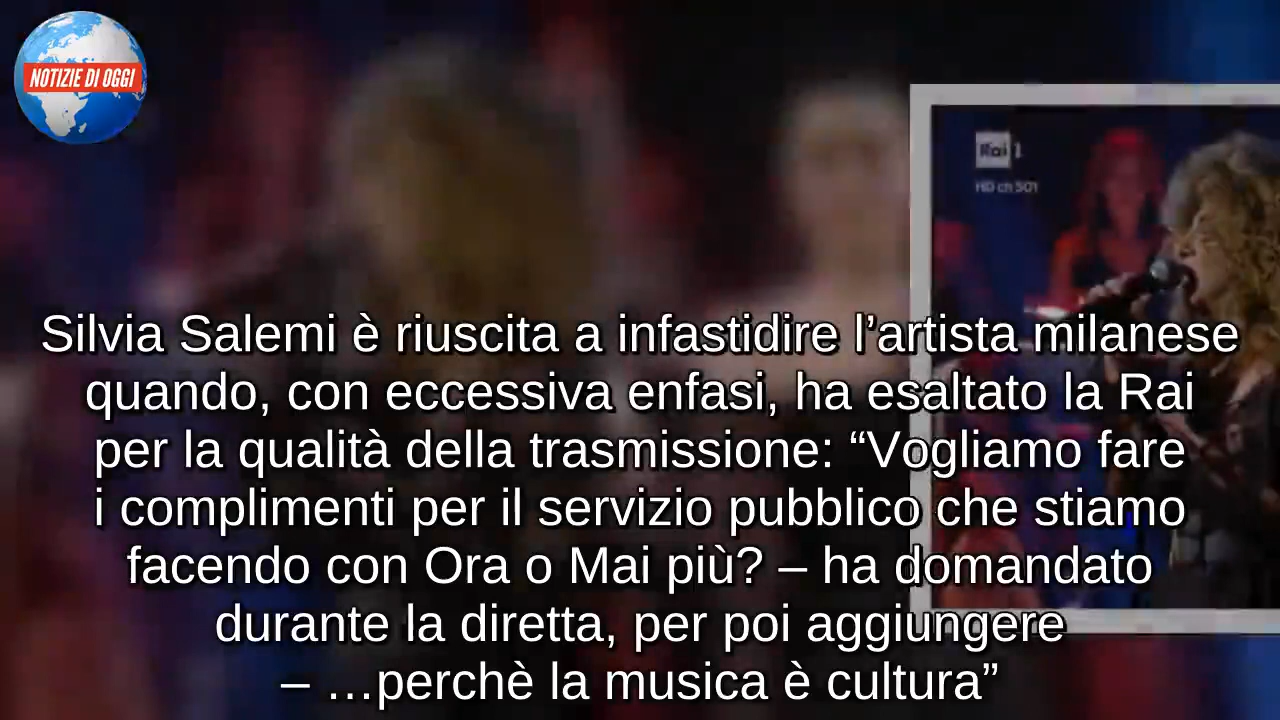 NOTIZIE DI OGGI
Rai 1
HD ch 501
Silvia Salemi è riuscita a infastidire l’artista milanese
quando, con eccessiva enfasi, ha esaltato la Rai
per la qualità della trasmissione: “Vogliamo fare
i complimenti per il servizio pubblico che stiamo
facendo con Ora o Mai più? – ha domandato
durante la diretta, per poi aggiungere
– …perchè la musica è cultura”